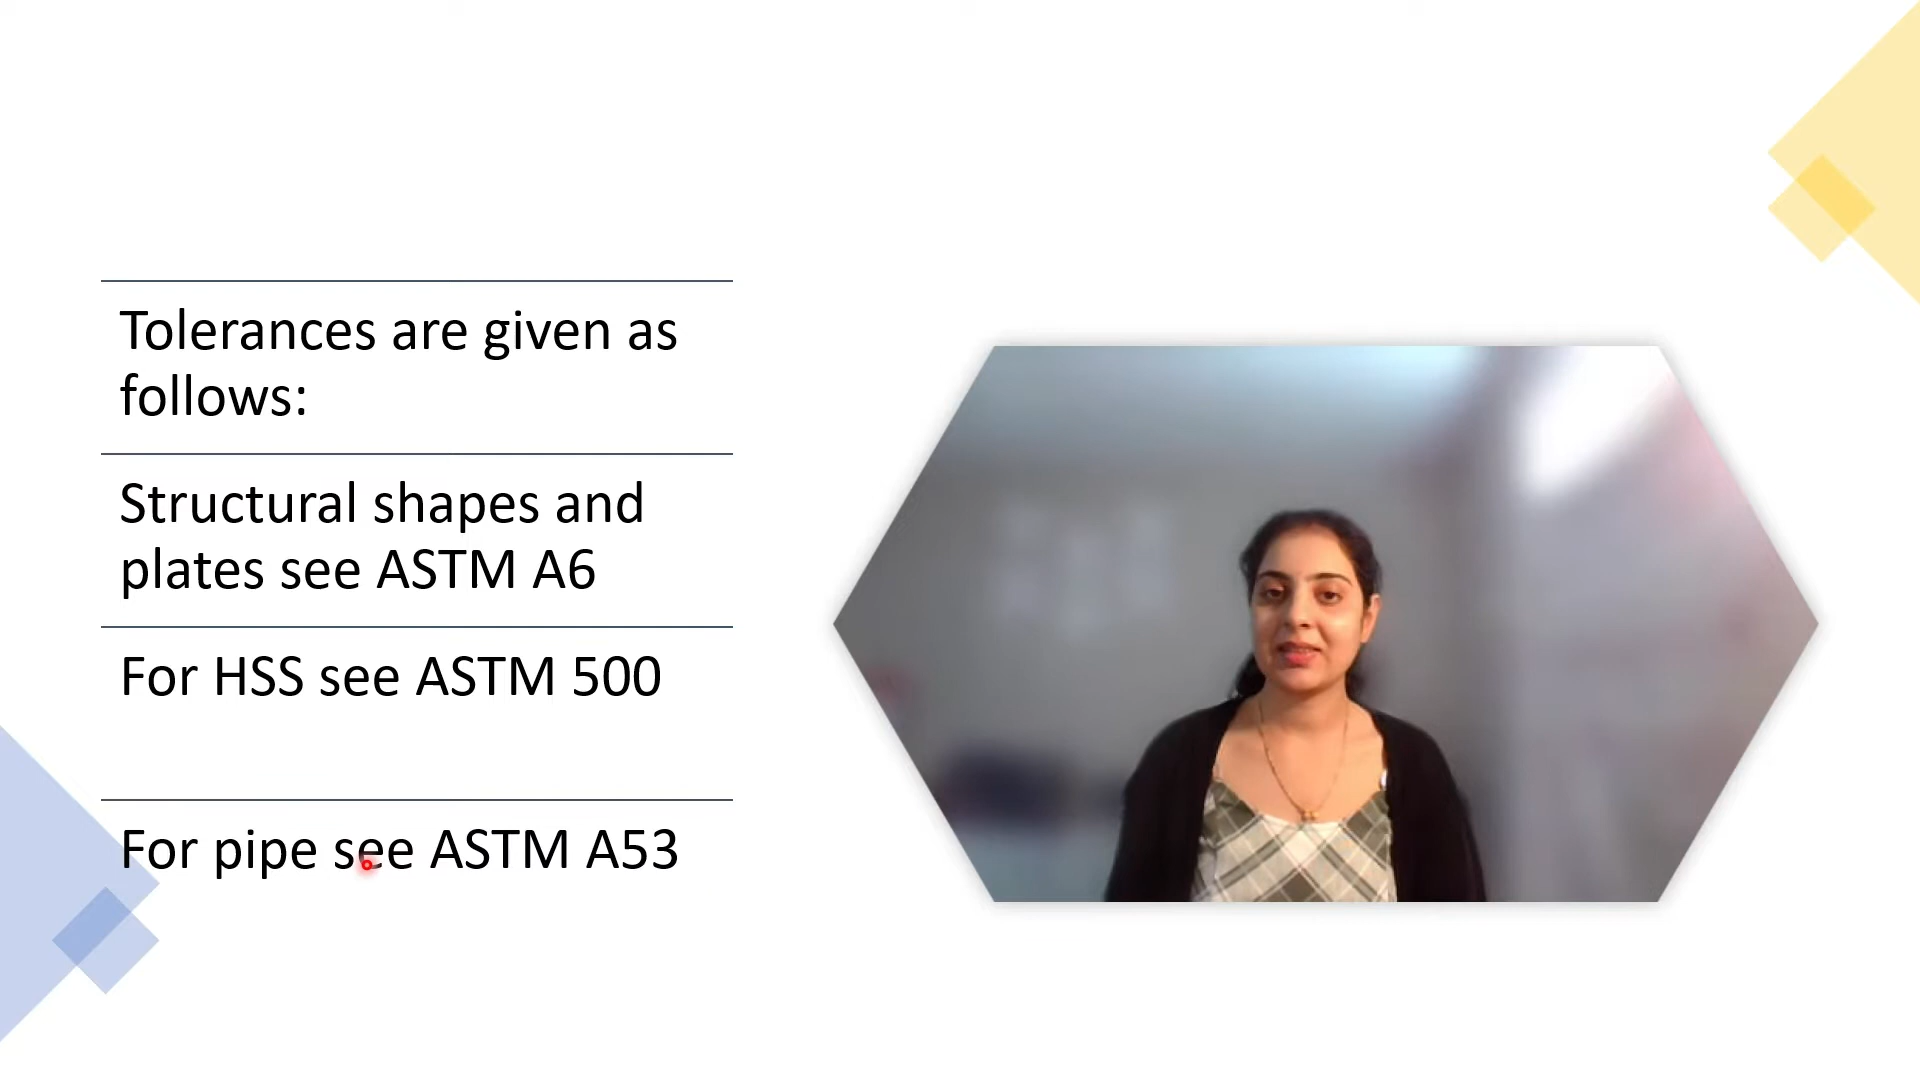 Tolerances are given as
follows:
Structural shapes and
plates see ASTM A6
For HSS see ASTM 500
For pipe see ASTM A53